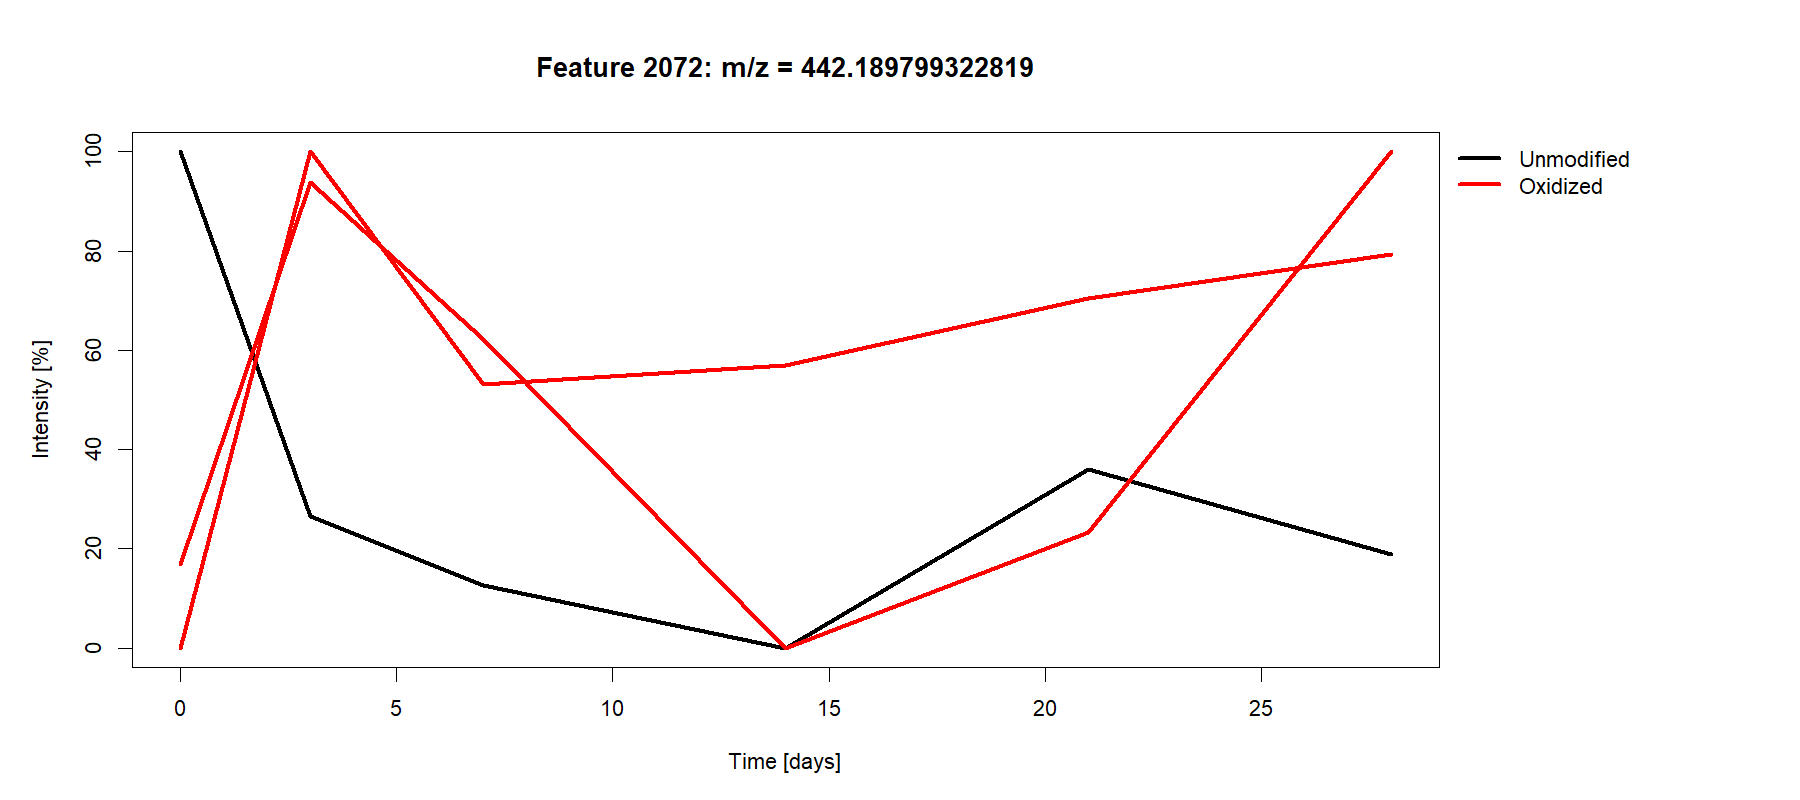 Feature 2072: m/z = 442.189799322819
Intensity [%]
100
80
60
40
20
0
0 5 10 15 20 25
Time [days]
Unmodified
Oxidized